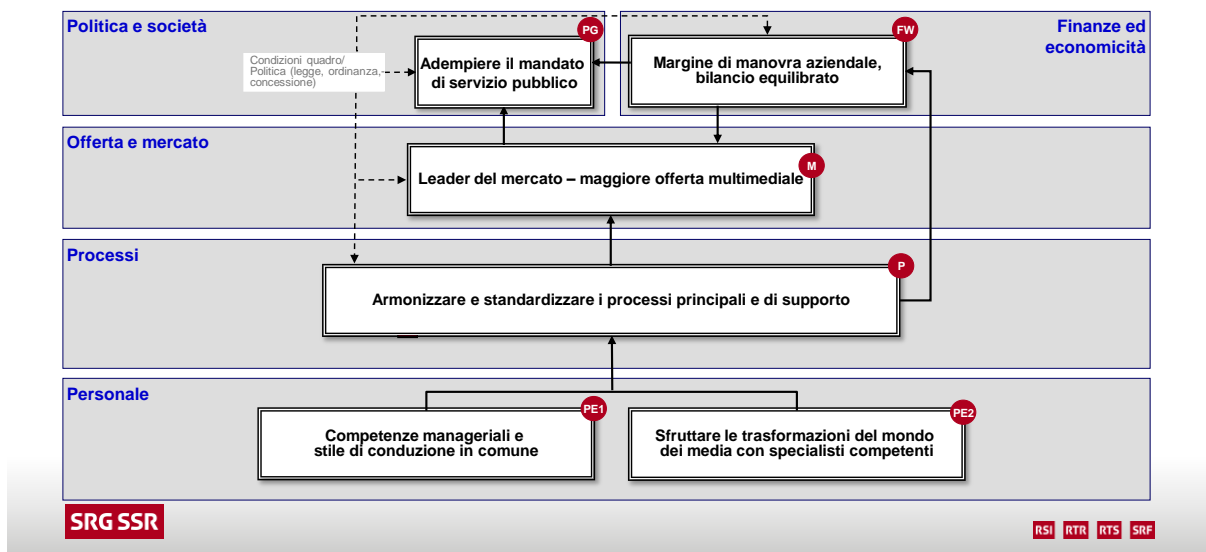 Politica e società
PG
FW
Finanze ed
economicità
Condizioni quadro/
Politica (legge, ordinanza,
concessione)
Adempiere il mandato
di servizio pubblico
Margine di manovra aziendale,
bilancio equilibrato
Offerta e mercato
M
Leader del mercato – maggiore offerta multimediale
Processi
P
Armonizzare e standardizzare i processi principali e di supporto
Personale
PE1
PE2
Competenze manageriali e
stile di conduzione in comune
Sfruttare le trasformazioni del mondo
dei media con specialisti competenti
SRG SSR
RSI RTR RTS SRF